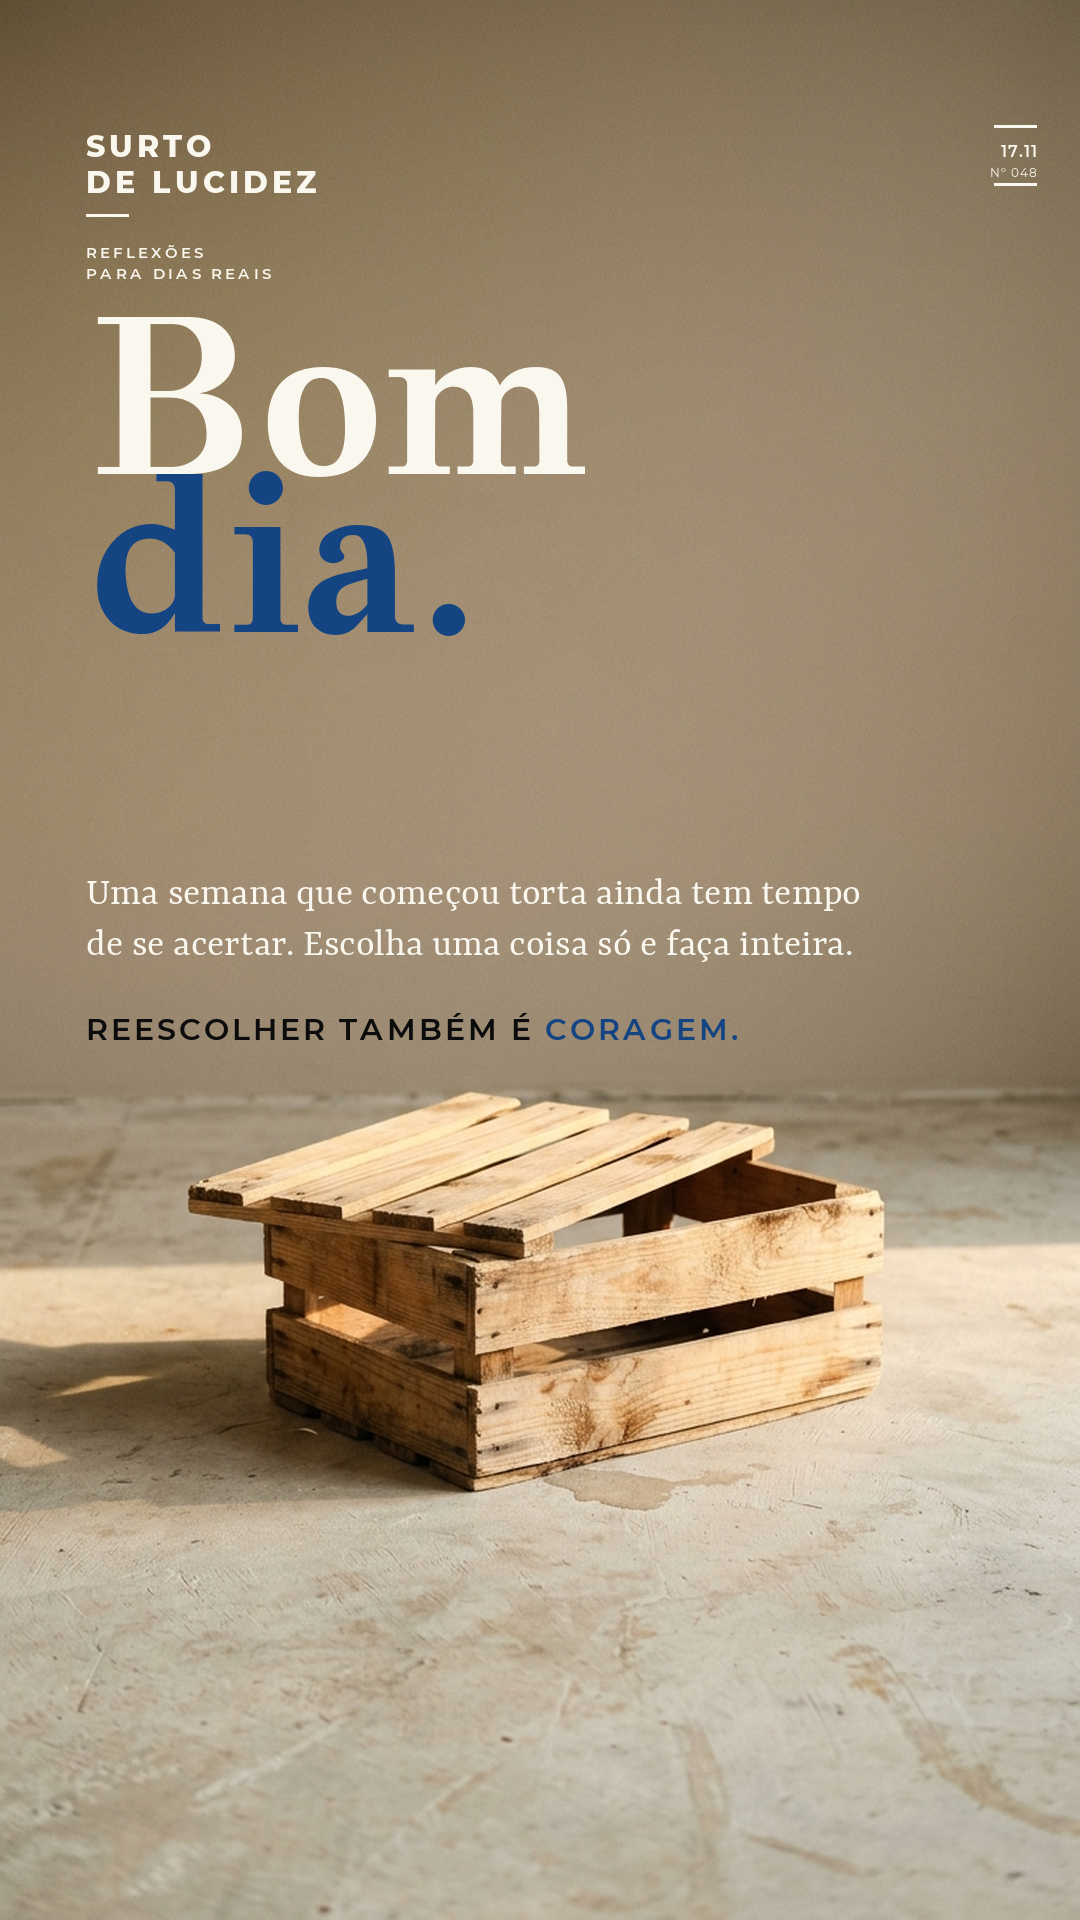 SURTO
DE LUCIDEZ
17.11
Nº 048
REFLEXÕES
PARA DIAS REAIS
Bom
dia.
Uma semana que começou torta ainda tem tempo
de se acertar. Escolha uma coisa só e faça inteira.
REESCOLHER TAMBÉM É CORAGEM.